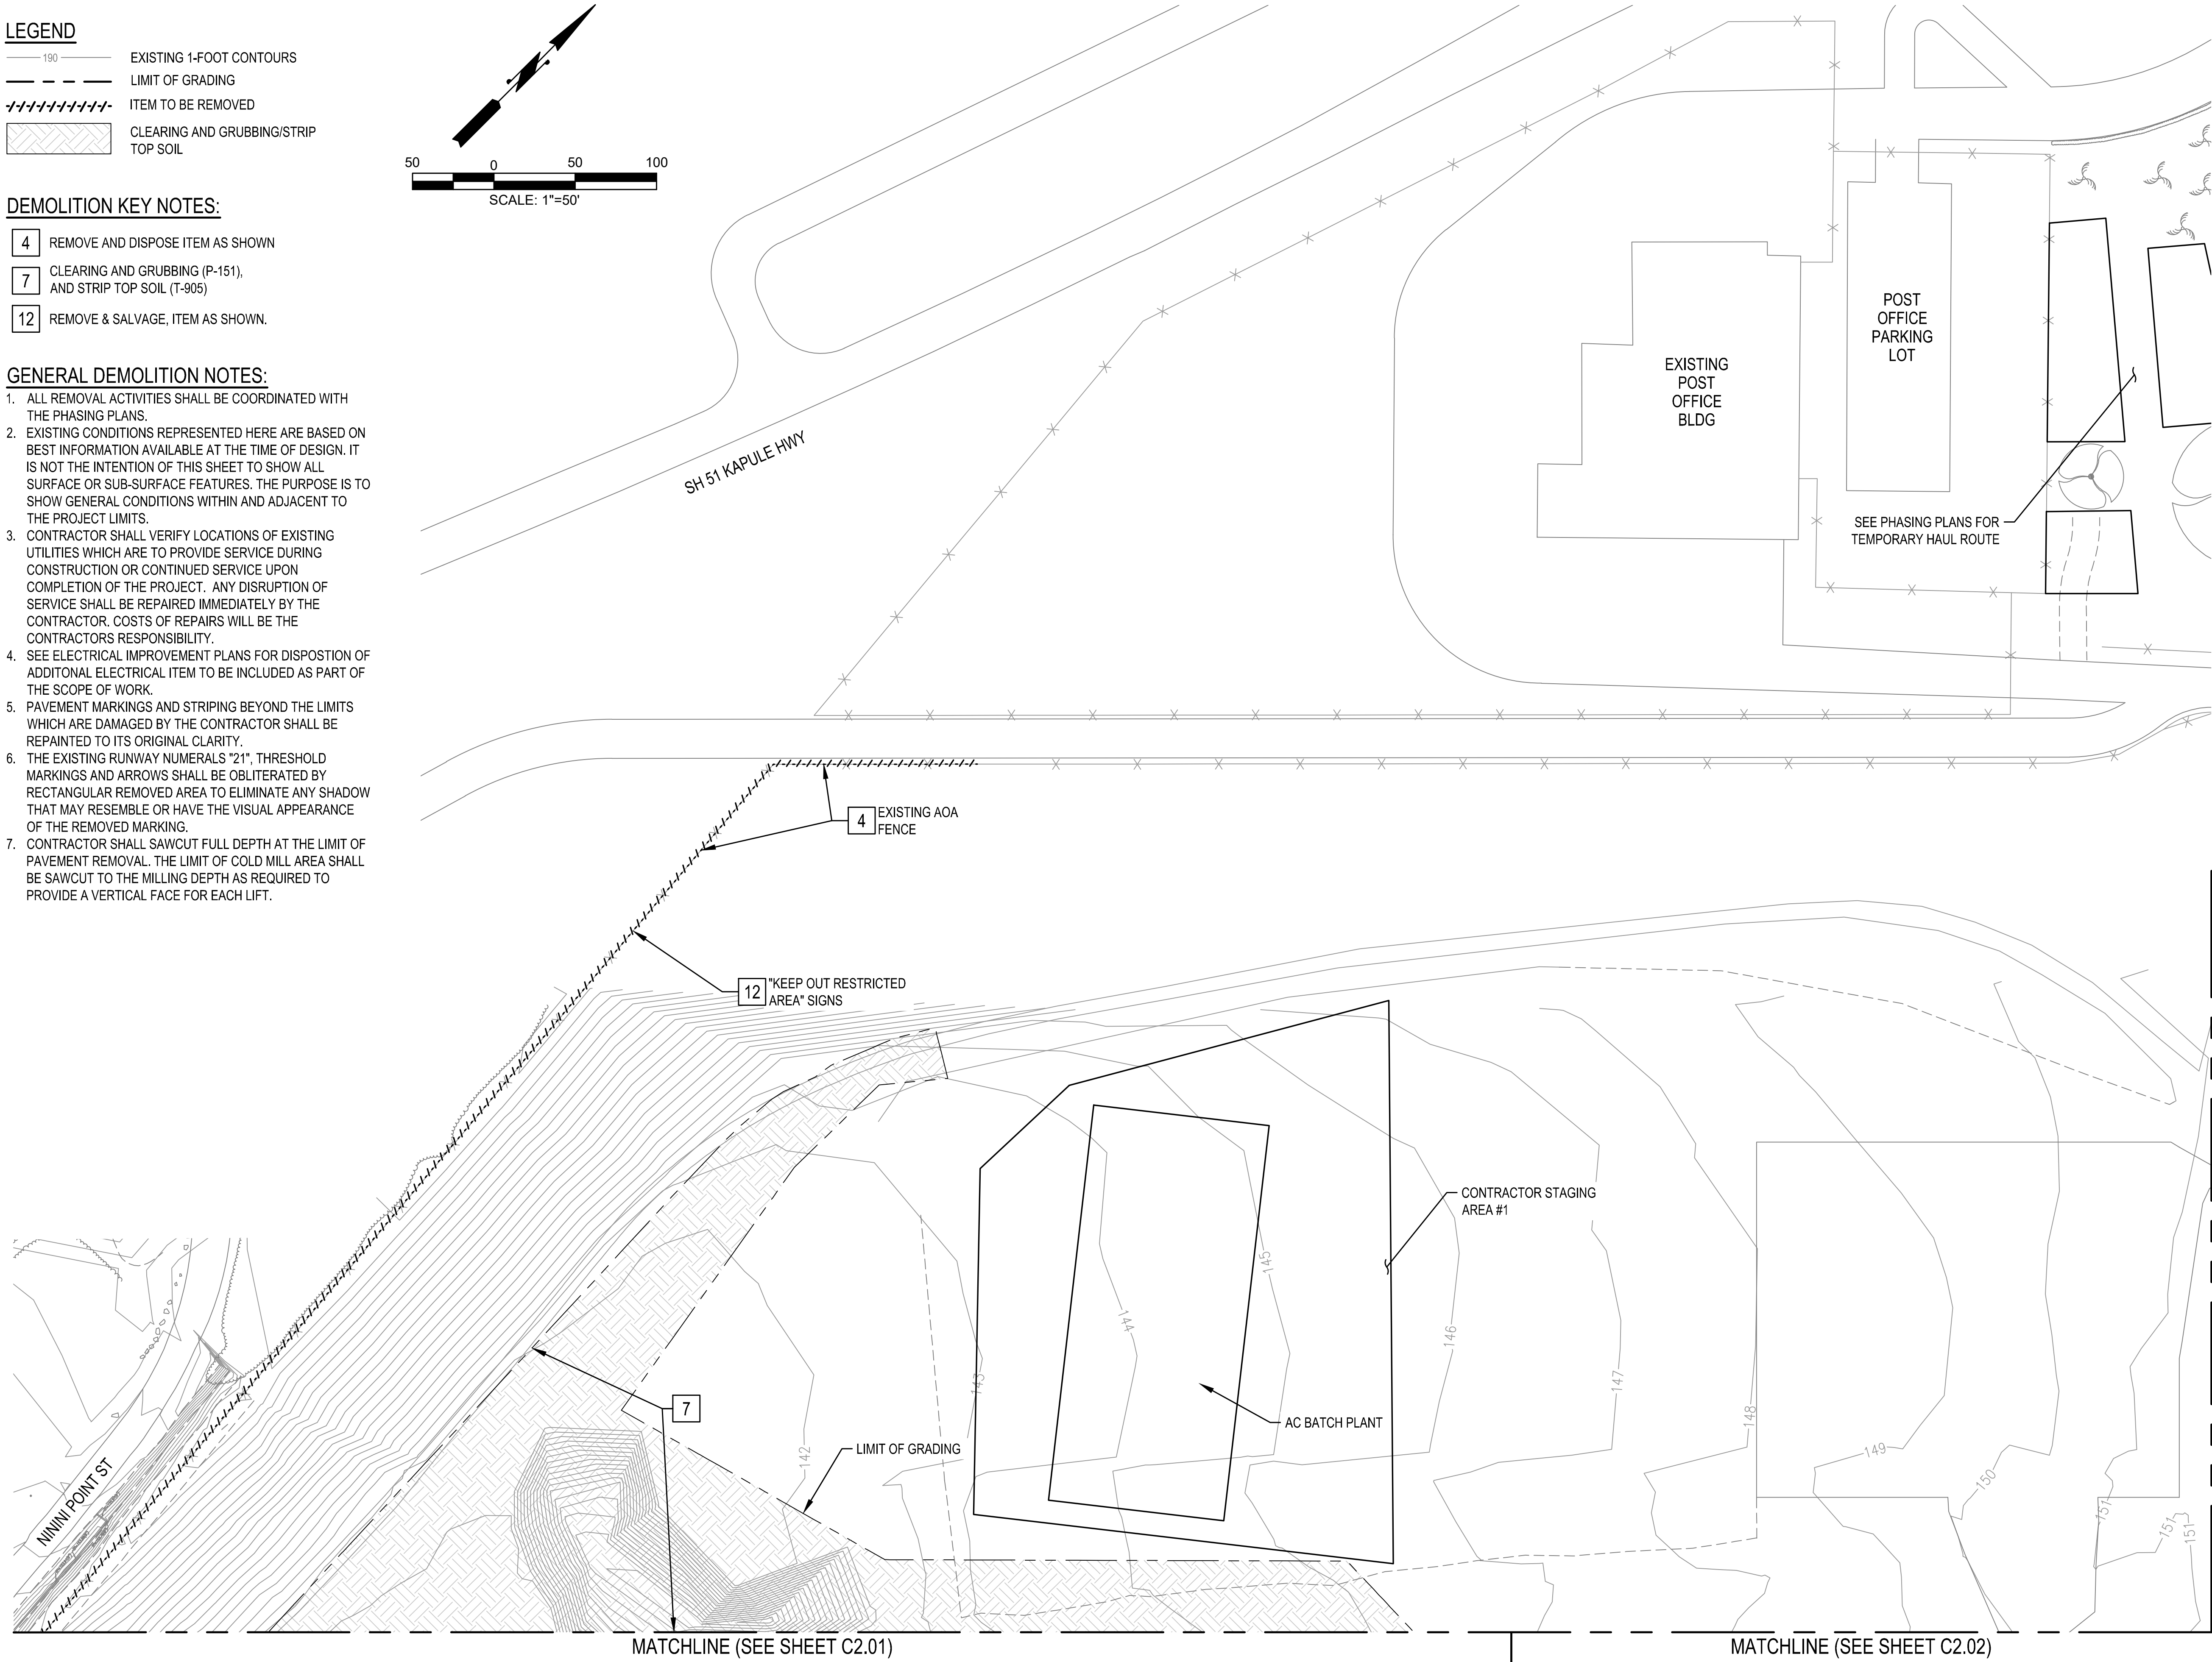 LEGEND
190
EXISTING 1-FOOT CONTOURS
LIMIT OF GRADING
ITEM TO BE REMOVED
CLEARING AND GRUBBING/STRIP
TOP SOIL
50 0 50 100
SCALE: 1"=50'
DEMOLITION KEY NOTES:
4 REMOVE AND DISPOSE ITEM AS SHOWN
7 CLEARING AND GRUBBING (P-151),
AND STRIP TOP SOIL (T-905)
12 REMOVE & SALVAGE, ITEM AS SHOWN.
GENERAL DEMOLITION NOTES:
1. ALL REMOVAL ACTIVITIES SHALL BE COORDINATED WITH
THE PHASING PLANS.
2. EXISTING CONDITIONS REPRESENTED HERE ARE BASED ON
BEST INFORMATION AVAILABLE AT THE TIME OF DESIGN. IT
IS NOT THE INTENTION OF THIS SHEET TO SHOW ALL
SURFACE OR SUB-SURFACE FEATURES. THE PURPOSE IS TO
SHOW GENERAL CONDITIONS WITHIN AND ADJACENT TO
THE PROJECT LIMITS.
3. CONTRACTOR SHALL VERIFY LOCATIONS OF EXISTING
UTILITIES WHICH ARE TO PROVIDE SERVICE DURING
CONSTRUCTION OR CONTINUED SERVICE UPON
COMPLETION OF THE PROJECT. ANY DISRUPTION OF
SERVICE SHALL BE REPAIRED IMMEDIATELY BY THE
CONTRACTOR. COSTS OF REPAIRS WILL BE THE
CONTRACTORS RESPONSIBILITY.
4. SEE ELECTRICAL IMPROVEMENT PLANS FOR DISPOSTION OF
ADDITONAL ELECTRICAL ITEM TO BE INCLUDED AS PART OF
THE SCOPE OF WORK.
5. PAVEMENT MARKINGS AND STRIPING BEYOND THE LIMITS
WHICH ARE DAMAGED BY THE CONTRACTOR SHALL BE
REPAINTED TO ITS ORIGINAL CLARITY.
6. THE EXISTING RUNWAY NUMERALS "21", THRESHOLD
MARKINGS AND ARROWS SHALL BE OBLITERATED BY
RECTANGULAR REMOVED AREA TO ELIMINATE ANY SHADOW
THAT MAY RESEMBLE OR HAVE THE VISUAL APPEARANCE
OF THE REMOVED MARKING.
7. CONTRACTOR SHALL SAWCUT FULL DEPTH AT THE LIMIT OF
PAVEMENT REMOVAL. THE LIMIT OF COLD MILL AREA SHALL
BE SAWCUT TO THE MILLING DEPTH AS REQUIRED TO
PROVIDE A VERTICAL FACE FOR EACH LIFT.
SH 51 KAPULE HWY
EXISTING
POST
OFFICE
BLDG
POST
OFFICE
PARKING
LOT
SEE PHASING PLANS FOR
TEMPORARY HAUL ROUTE
4 EXISTING AOA
FENCE
12 "KEEP OUT RESTRICTED
AREA" SIGNS
CONTRACTOR STAGING
AREA #1
AC BATCH PLANT
7
LIMIT OF GRADING
NININI POINT ST
142
143
144
145
146
147
148
149
150
151
151
151
MATCHLINE (SEE SHEET C2.01)
MATCHLINE (SEE SHEET C2.02)